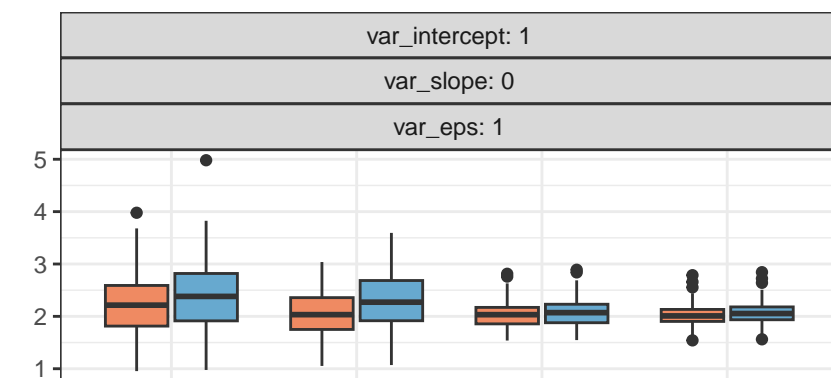 var_intercept: 1
var_slope: 0
var_eps: 1
5
4
3
2
1